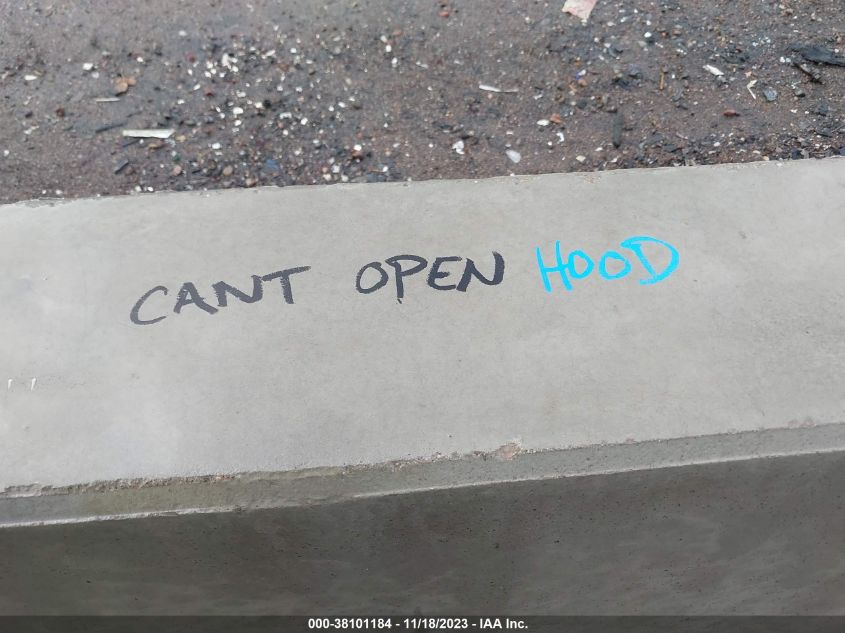 CANT OPEN HOOD
000-38101184 - 11/18/2023 - IAA Inc.